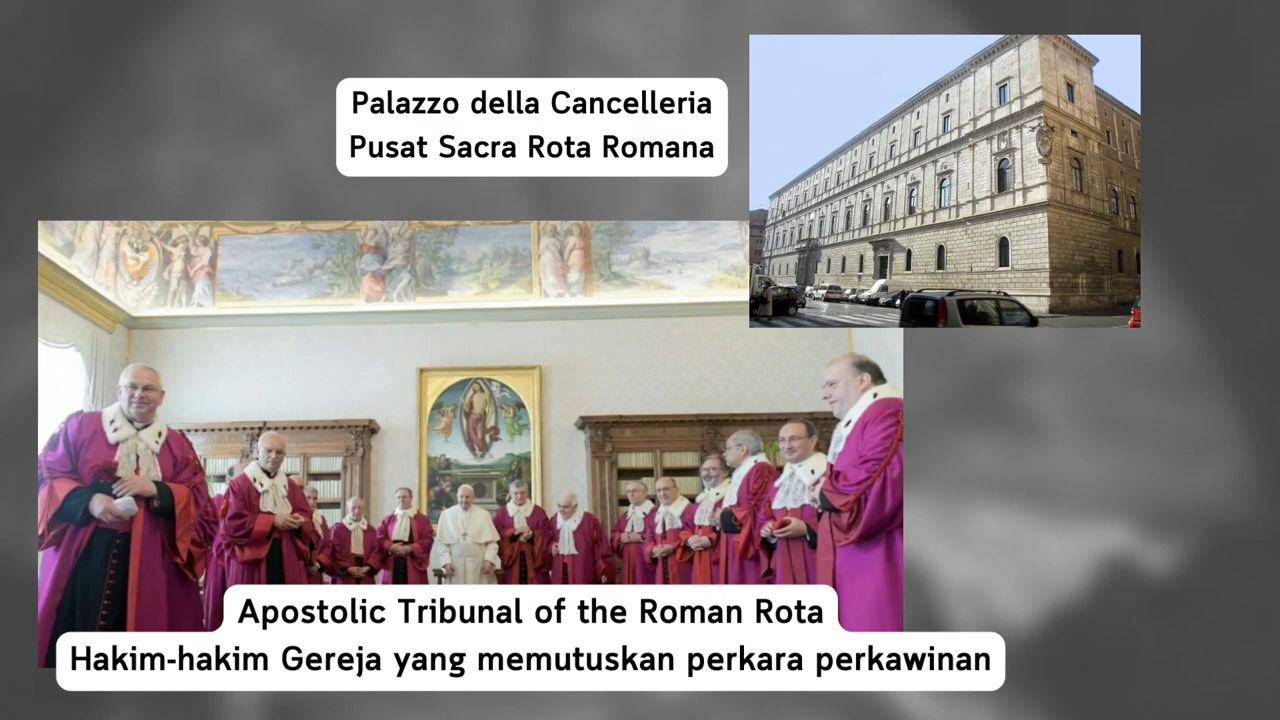 Palazzo della Cancelleria
Pusat Sacra Rota Romana
Apostolic Tribunal of the Roman Rota
Hakim-hakim Gereja yang memutuskan perkara perkawinan